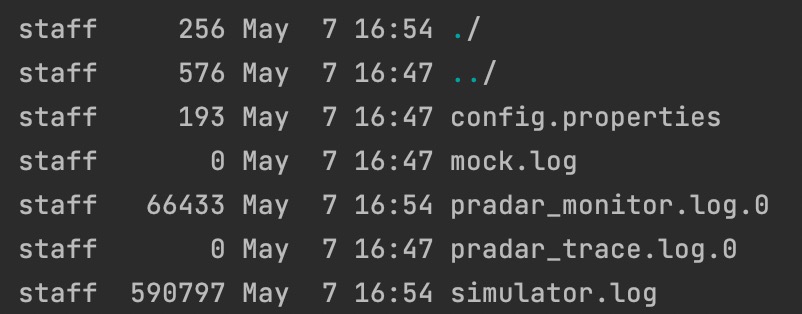 staff     256 May  7 16:54 ./
staff     576 May  7 16:47 ../
staff     193 May  7 16:47 config.properties
staff       0 May  7 16:47 mock.log
staff   66433 May  7 16:54 pradar_monitor.log.0
staff       0 May  7 16:47 pradar_trace.log.0
staff  590797 May  7 16:54 simulator.log